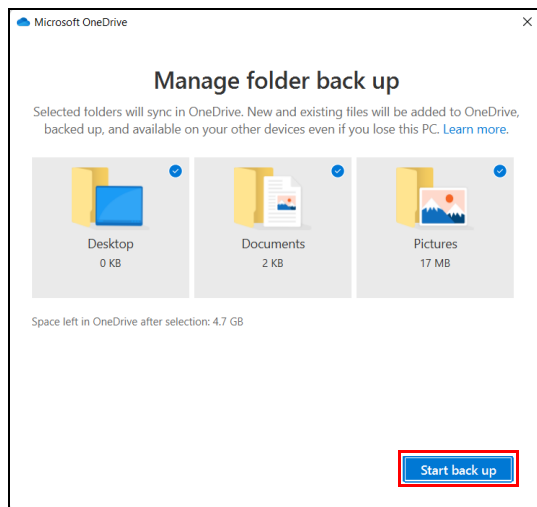 Microsoft OneDrive
Manage folder back up
Selected folders will sync in OneDrive. New and existing files will be added to OneDrive,
backed up, and available on your other devices even if you lose this PC. Learn more.
Desktop
0 KB
Documents
2 KB
Pictures
17 MB
Space left in OneDrive after selection: 4.7 GB
Start back up